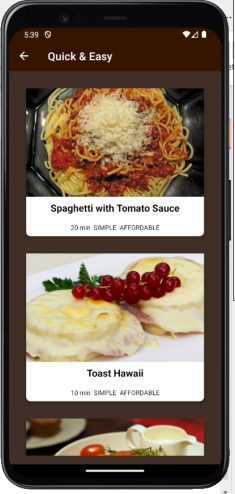 5:39
Quick & Easy
Spaghetti with Tomato Sauce
20 min SIMPLE AFFORDABLE
Toast Hawaii
10 min SIMPLE AFFORDABLE